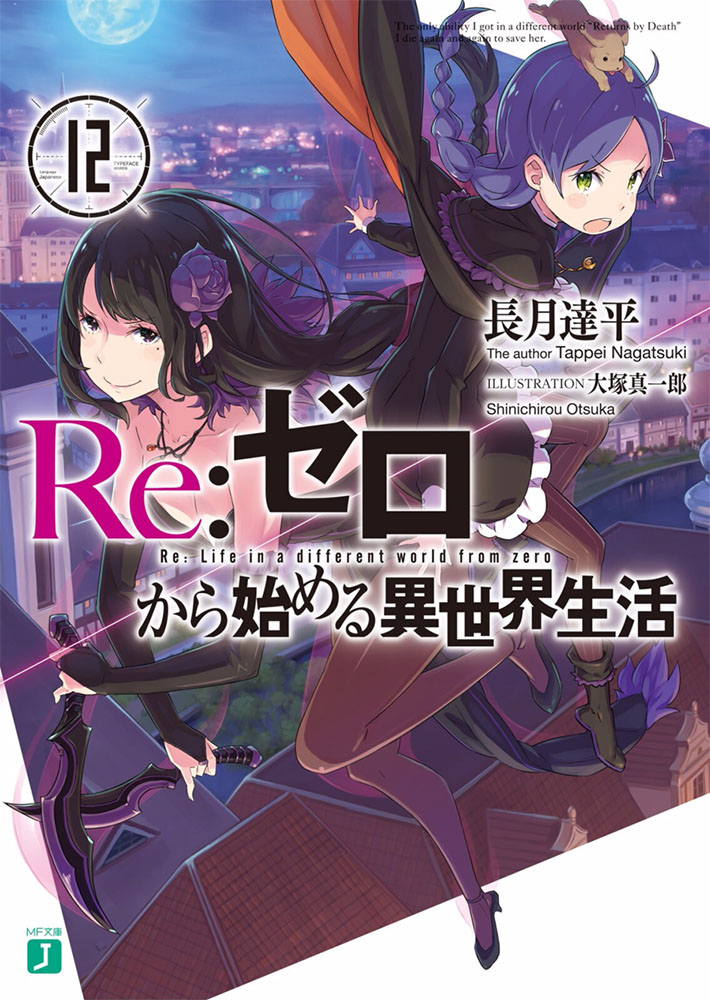 The only ability I got in a different world "Returns by Death"
I die again and again to save her.
12
Language
Japanese
TYPEFACE
WORDS
長月達平
The author Tappei Nagatsuki
ILLUSTRATION 大塚真一郎
Shinichirou Otsuka
Re:ゼロ
Re: Life in a different world from zero
から始める異世界生活
MF文庫
J